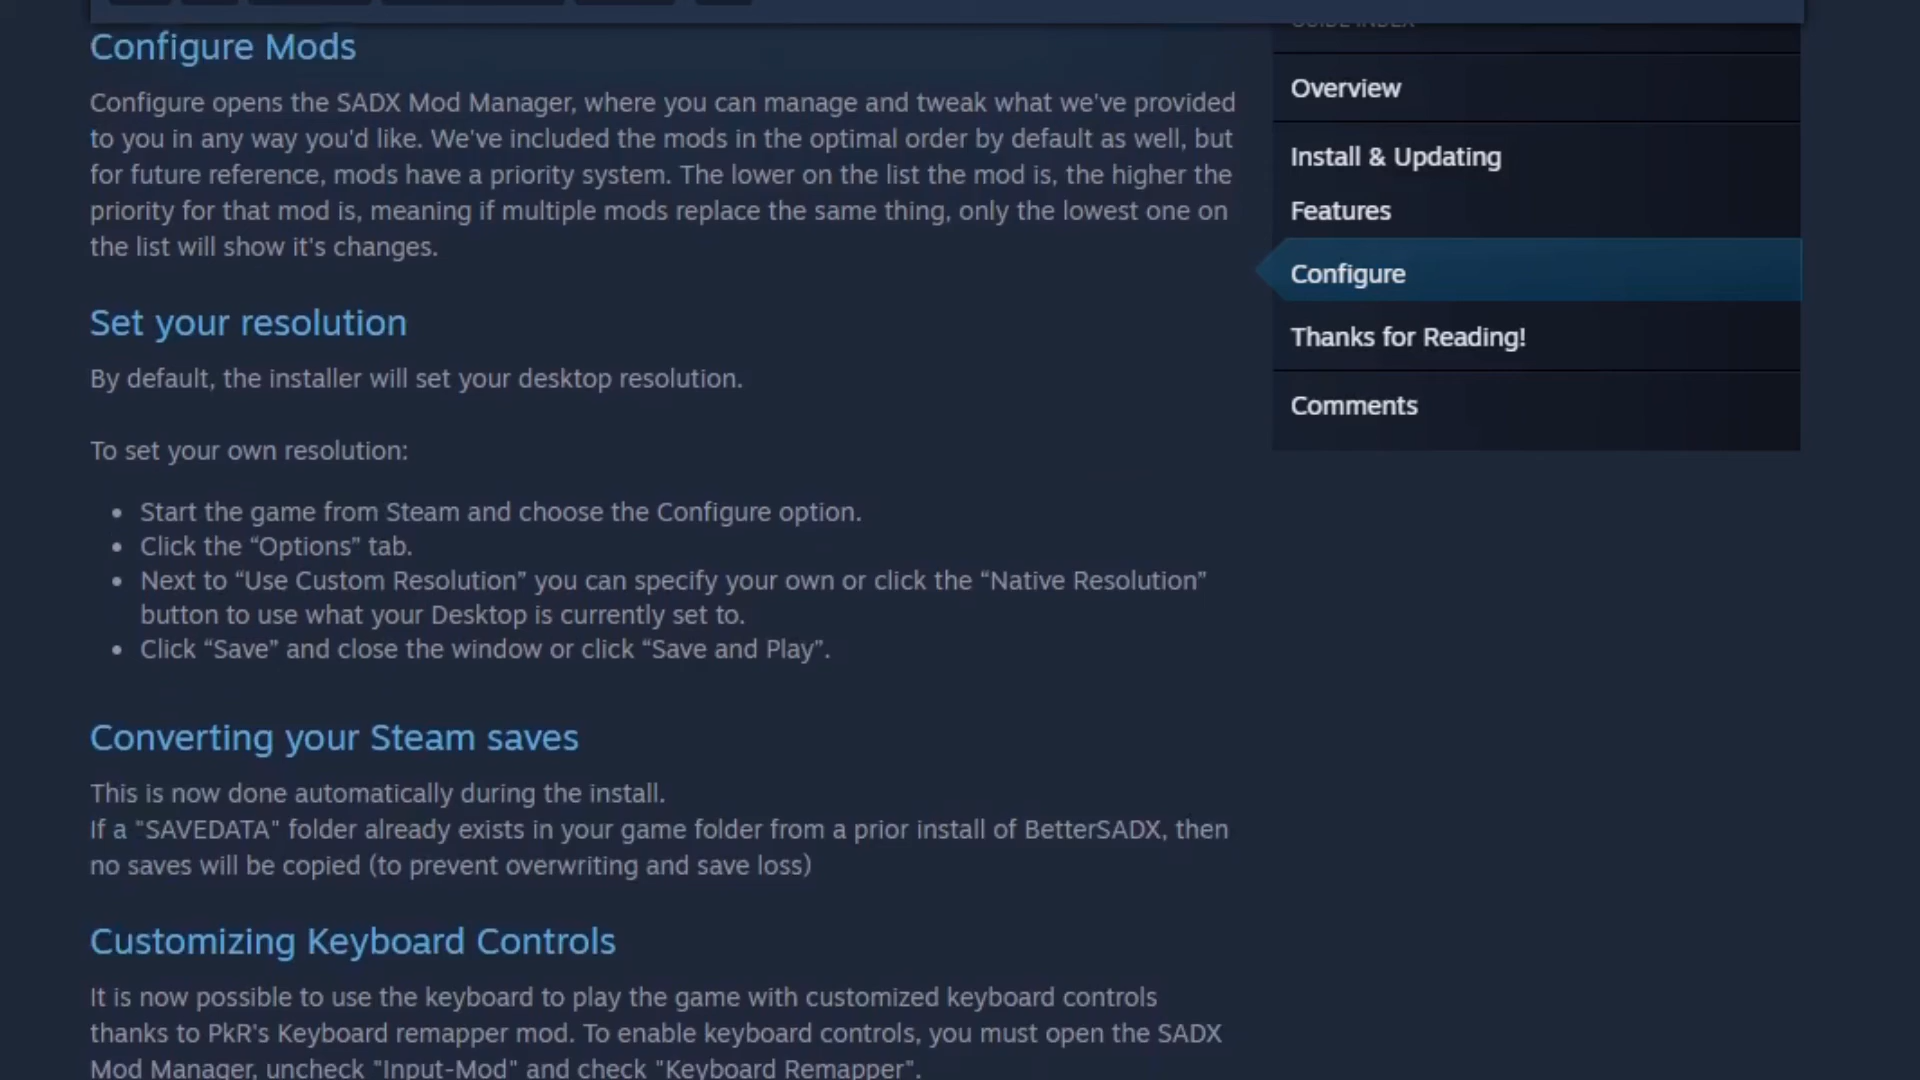 GUIDE INDEX
Configure Mods
Overview
Configure opens the SADX Mod Manager, where you can manage and tweak what we've provided
to you in any way you'd like. We've included the mods in the optimal order by default as well, but
for future reference, mods have a priority system. The lower on the list the mod is, the higher the
priority for that mod is, meaning if multiple mods replace the same thing, only the lowest one on
the list will show it's changes.
Install & Updating
Features
Configure
Thanks for Reading!
Comments
Set your resolution
By default, the installer will set your desktop resolution.
To set your own resolution:
• Start the game from Steam and choose the Configure option.
• Click the “Options” tab.
• Next to “Use Custom Resolution” you can specify your own or click the “Native Resolution”
button to use what your Desktop is currently set to.
• Click “Save” and close the window or click “Save and Play”.
Converting your Steam saves
This is now done automatically during the install.
If a "SAVEDATA" folder already exists in your game folder from a prior install of BetterSADX, then
no saves will be copied (to prevent overwriting and save loss)
Customizing Keyboard Controls
It is now possible to use the keyboard to play the game with customized keyboard controls
thanks to PkR's Keyboard remapper mod. To enable keyboard controls, you must open the SADX
Mod Manager, uncheck "Input-Mod" and check "Keyboard Remapper".